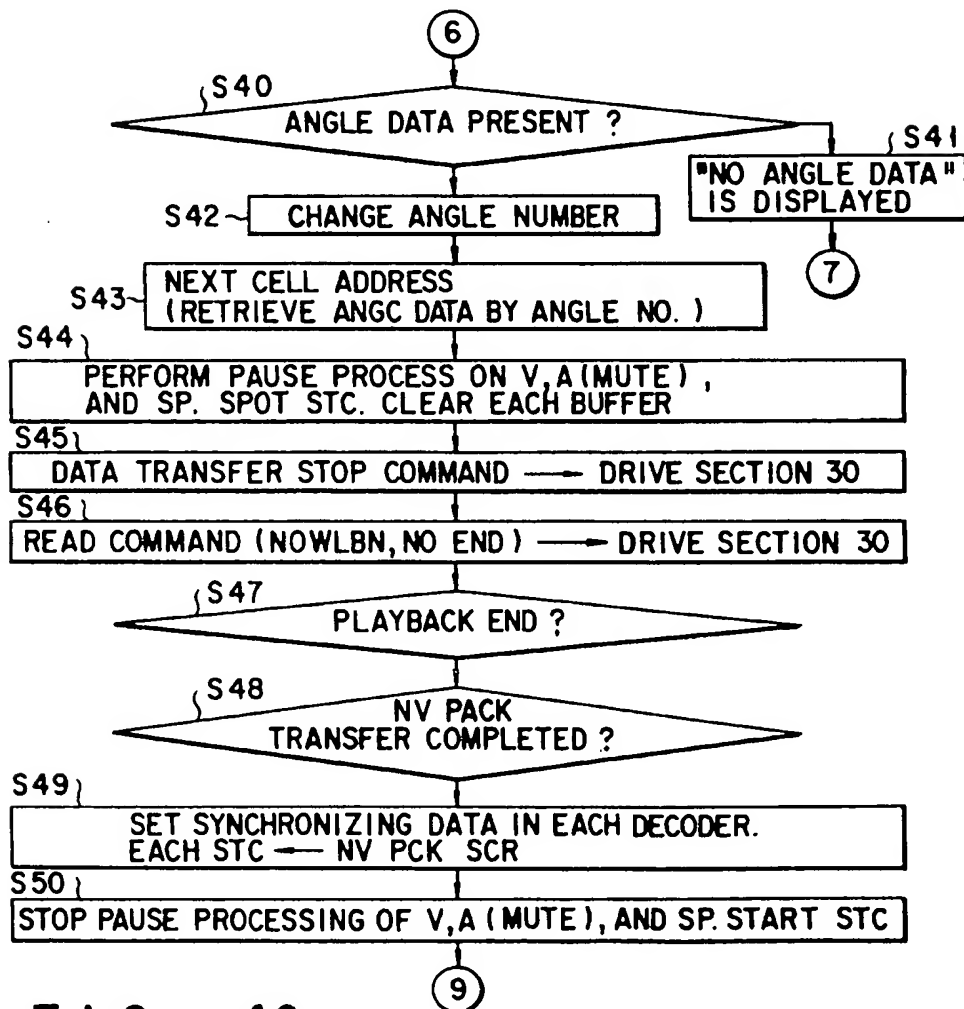 6
S40
ANGLE DATA PRESENT ?
S41
"NO ANGLE DATA"
IS DISPLAYED
S42
CHANGE ANGLE NUMBER
7
S43
NEXT CELL ADDRESS
(RETRIEVE ANGC DATA BY ANGLE NO. )
S44
PERFORM PAUSE PROCESS ON V, A (MUTE) ,
AND SP. SPOT STC. CLEAR EACH BUFFER
S45
DATA TRANSFER STOP COMMAND → DRIVE SECTION 30
S46
READ COMMAND (NOWLBN, NO END) → DRIVE SECTION 30
S47
PLAYBACK END ?
S48
NV PACK
TRANSFER COMPLETED ?
S49
SET SYNCHRONIZING DATA IN EACH DECODER.
EACH STC ← NV PCK SCR
S50
STOP PAUSE PROCESSING OF V, A (MUTE), AND SP. START STC
9